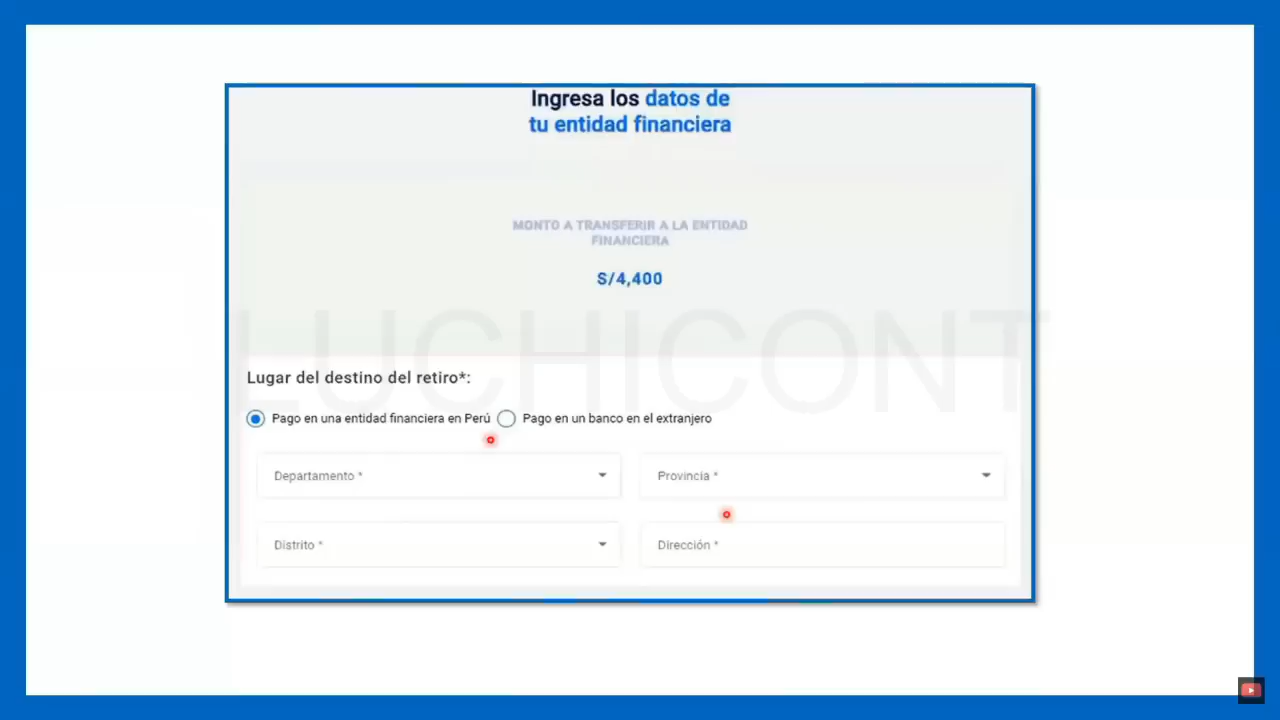 Ingresa los datos de
tu entidad financiera
MONTO A TRANSFERIR A LA ENTIDAD
FINANCIERA
S/4,400
LUCHICONT
Lugar del destino del retiro*:
Pago en una entidad financiera en Perú Pago en un banco en el extranjero
Departamento * Provincia *
Distrito * Dirección *